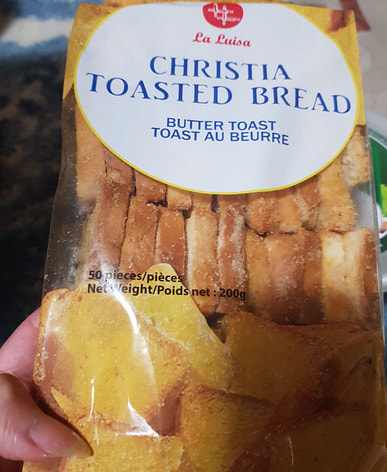 La Luisa
CHRISTIA
TOASTED BREAD
BUTTER TOAST
TOAST AU BEURRE
50 pieces/pièces
Net Weight/Poids net : 200g